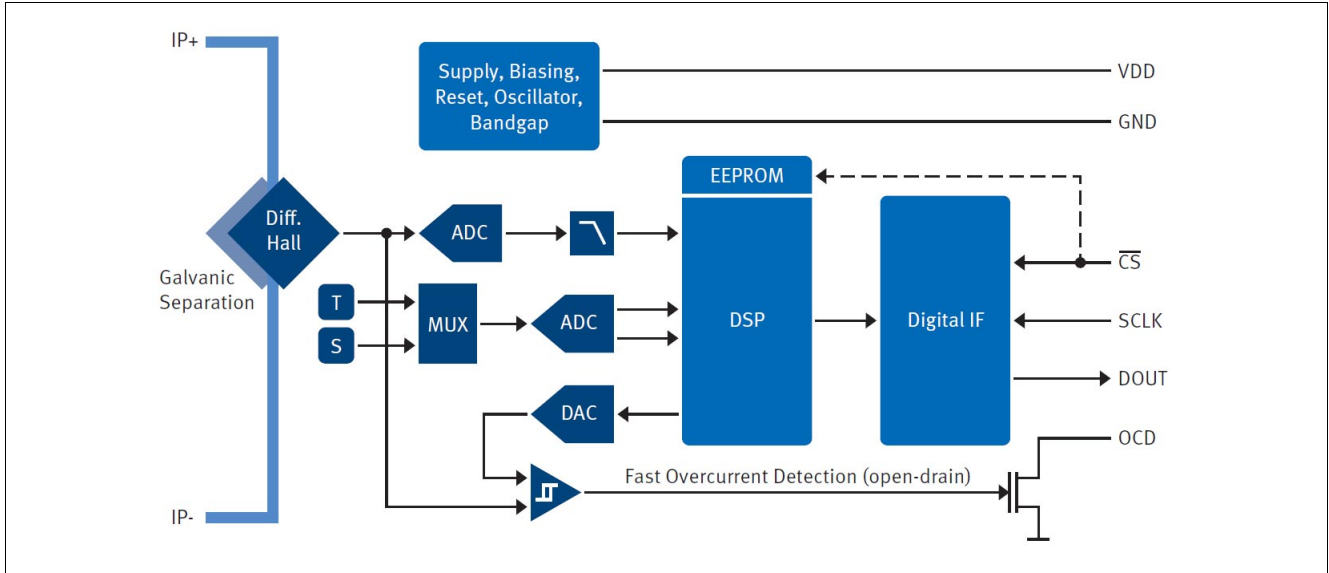 IP+
Supply, Biasing,
Reset, Oscillator,
Bandgap
VDD
GND
EEPROM
Diff.
Hall
ADC
Galvanic
Separation
T
S
MUX
ADC
DSP
Digital IF
C̅S̅
SCLK
DOUT
DAC
OCD
Fast Overcurrent Detection (open-drain)
IP-